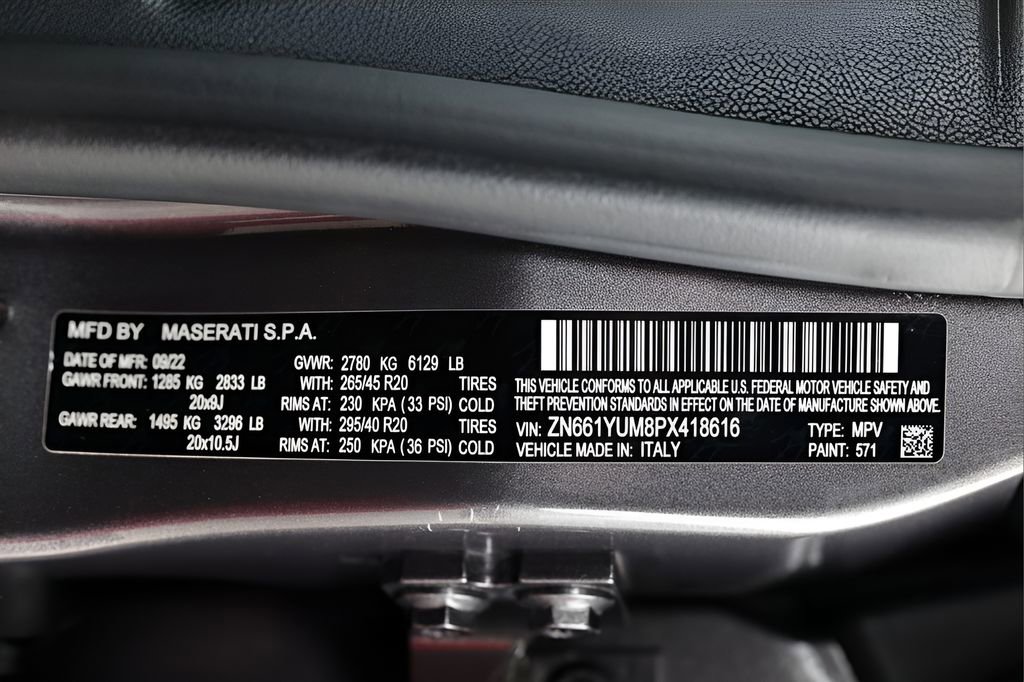 MFD BY MASERATI S.P.A.
DATE OF MFR: 09/22 GVWR: 2780 KG 6129 LB
GAWR FRONT: 1285 KG 2833 LB WITH: 265/45 R20 TIRES
20x9J RIMS AT: 230 KPA (33 PSI) COLD
GAWR REAR: 1495 KG 3296 LB WITH: 295/40 R20 TIRES
20x10.5J RIMS AT: 250 KPA (36 PSI) COLD
THIS VEHICLE CONFORMS TO ALL APPLICABLE U.S. FEDERAL MOTOR VEHICLE SAFETY AND
THEFT PREVENTION STANDARDS IN EFFECT ON THE DATE OF MANUFACTURE SHOWN ABOVE.
VIN: ZN661YUM8PX418616 TYPE: MPV
VEHICLE MADE IN: ITALY PAINT: 571